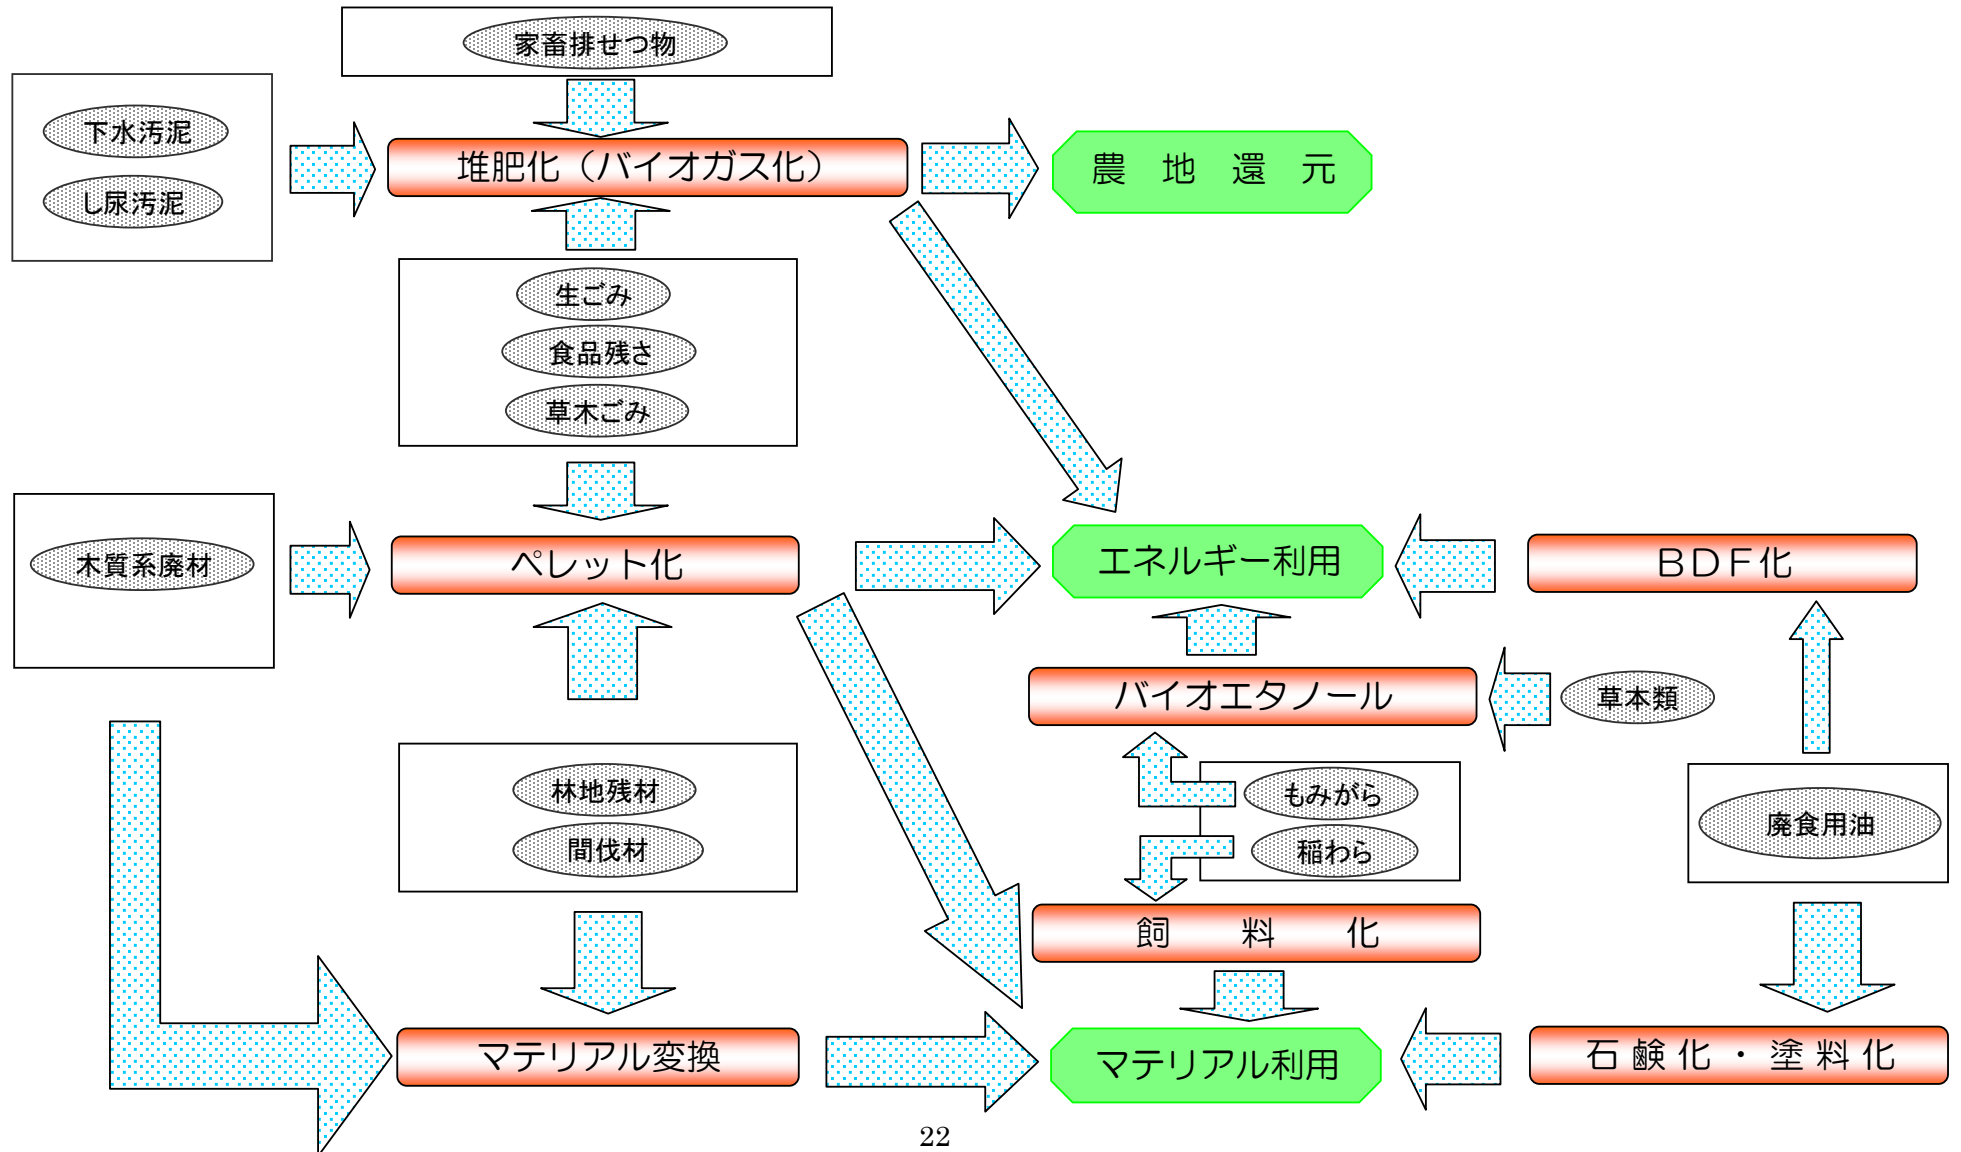 家畜排せつ物
下水汚泥
し尿汚泥
堆肥化（バイオガス化）
農　地　還　元
生ごみ
食品残さ
草木ごみ
木質系廃材
ペレット化
エネルギー利用
ＢＤＦ化
バイオエタノール
草本類
林地残材
間伐材
もみがら
稲わら
廃食用油
飼　　料　　化
マテリアル変換
マテリアル利用
石 鹸 化 ・ 塗 料 化
22